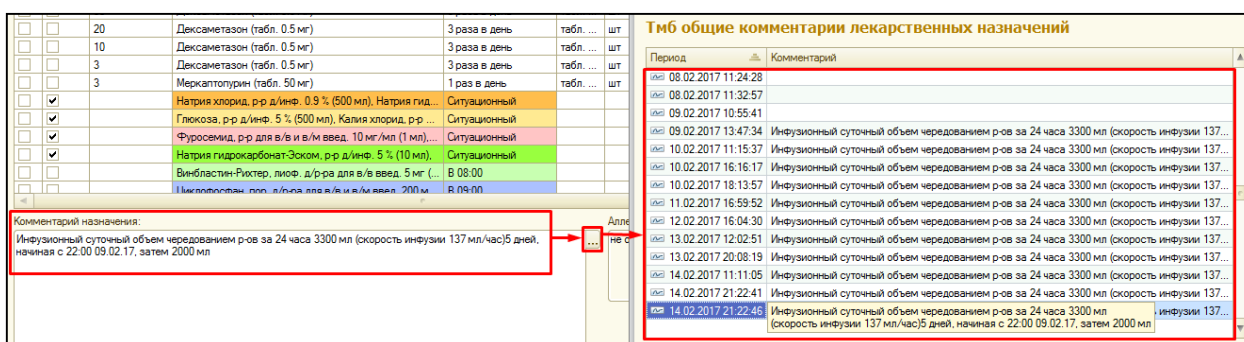 20 Дексаметазон (табл. 0.5 мг) 3 раза в день табл. ... шт
10 Дексаметазон (табл. 0.5 мг) 3 раза в день табл. ... шт
3 Дексаметазон (табл. 0.5 мг) 3 раза в день табл. ... шт
3 Меркаптопурин (табл. 50 мг) 1 раз в день табл. ... шт
Натрия хлорид, р-р д/инф. 0.9 % (500 мл), Натрия гид... Ситуационный
Глюкоза, р-р д/инф. 5 % (500 мл), Калия хлорид, р-р ... Ситуационный
Фуросемид, р-р для в/в и в/м введ. 10 мг/мл (1 мл),... Ситуационный
Натрия гидрокарбонат-Эском, р-р д/инф. 5 % (10 мл), Ситуационный
Винбластин-Рихтер, лиоф. д/р-ра для в/в введ. 5 мг (... В 08:00
Циклофосфан, пор. д/р-ра для в/в и в/м введ. 200 м... В 09:00
Комментарий назначения:
Алле
Инфузионный суточный объем чередованием р-ов за 24 часа 3300 мл (скорость инфузии 137 мл/час)5 дней,
начиная с 22:00 09.02.17, затем 2000 мл
...
не о
Тмб общие комментарии лекарственных назначений
Период Комментарий
08.02.2017 11:24:28
08.02.2017 11:32:57
09.02.2017 10:55:41
09.02.2017 13:47:34 Инфузионный суточный объем чередованием р-ов за 24 часа 3300 мл (скорость инфузии 137...
10.02.2017 11:15:37 Инфузионный суточный объем чередованием р-ов за 24 часа 3300 мл (скорость инфузии 137...
10.02.2017 16:16:17 Инфузионный суточный объем чередованием р-ов за 24 часа 3300 мл (скорость инфузии 137...
10.02.2017 18:13:57 Инфузионный суточный объем чередованием р-ов за 24 часа 3300 мл (скорость инфузии 137...
11.02.2017 16:59:52 Инфузионный суточный объем чередованием р-ов за 24 часа 3300 мл (скорость инфузии 137...
12.02.2017 16:04:30 Инфузионный суточный объем чередованием р-ов за 24 часа 3300 мл (скорость инфузии 137...
13.02.2017 12:02:51 Инфузионный суточный объем чередованием р-ов за 24 часа 3300 мл (скорость инфузии 137...
13.02.2017 20:08:19 Инфузионный суточный объем чередованием р-ов за 24 часа 3300 мл (скорость инфузии 137...
14.02.2017 11:11:05 Инфузионный суточный объем чередованием р-ов за 24 часа 3300 мл (скорость инфузии 137...
14.02.2017 21:22:41 Инфузионный суточный объем чередованием р-ов за 24 часа 3300 мл (скорость инфузии 137...
14.02.2017 21:22:46 Инфузионный суточный объем чередованием р-ов за 24 часа 3300 мл инфузии 137...
(скорость инфузии 137 мл/час)5 дней, начиная с 22:00 09.02.17, затем 2000 мл